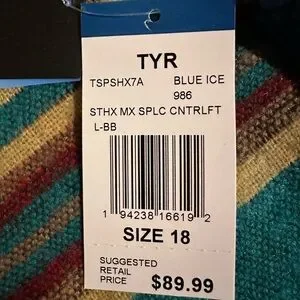 TYR
TSPSHX7A BLUE ICE
986
STHX MX SPLC CNTRLFT
L-BB
1 94238 16619 2
SIZE 18
SUGGESTED
RETAIL
PRICE $89.99